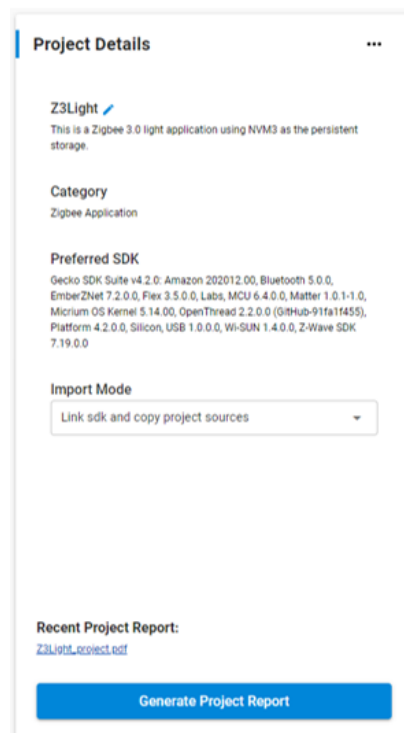 Project Details
Z3Light
This is a Zigbee 3.0 light application using NVM3 as the persistent
storage.
Category
Zigbee Application
Preferred SDK
Gecko SDK Suite v4.2.0: Amazon 202012.00, Bluetooth 5.0.0,
EmberZNet 7.2.0.0, Flex 3.5.0.0, Labs, MCU 6.4.0.0, Matter 1.0.1-1.0,
Micrium OS Kernel 5.14.00, OpenThread 2.2.0.0 (GitHub-91fa1f455),
Platform 4.2.0.0, Silicon, USB 1.0.0.0, Wi-SUN 1.4.0.0, Z-Wave SDK
7.19.0.0
Import Mode
Link sdk and copy project sources
Recent Project Report:
Z3Light_project.pdf
Generate Project Report